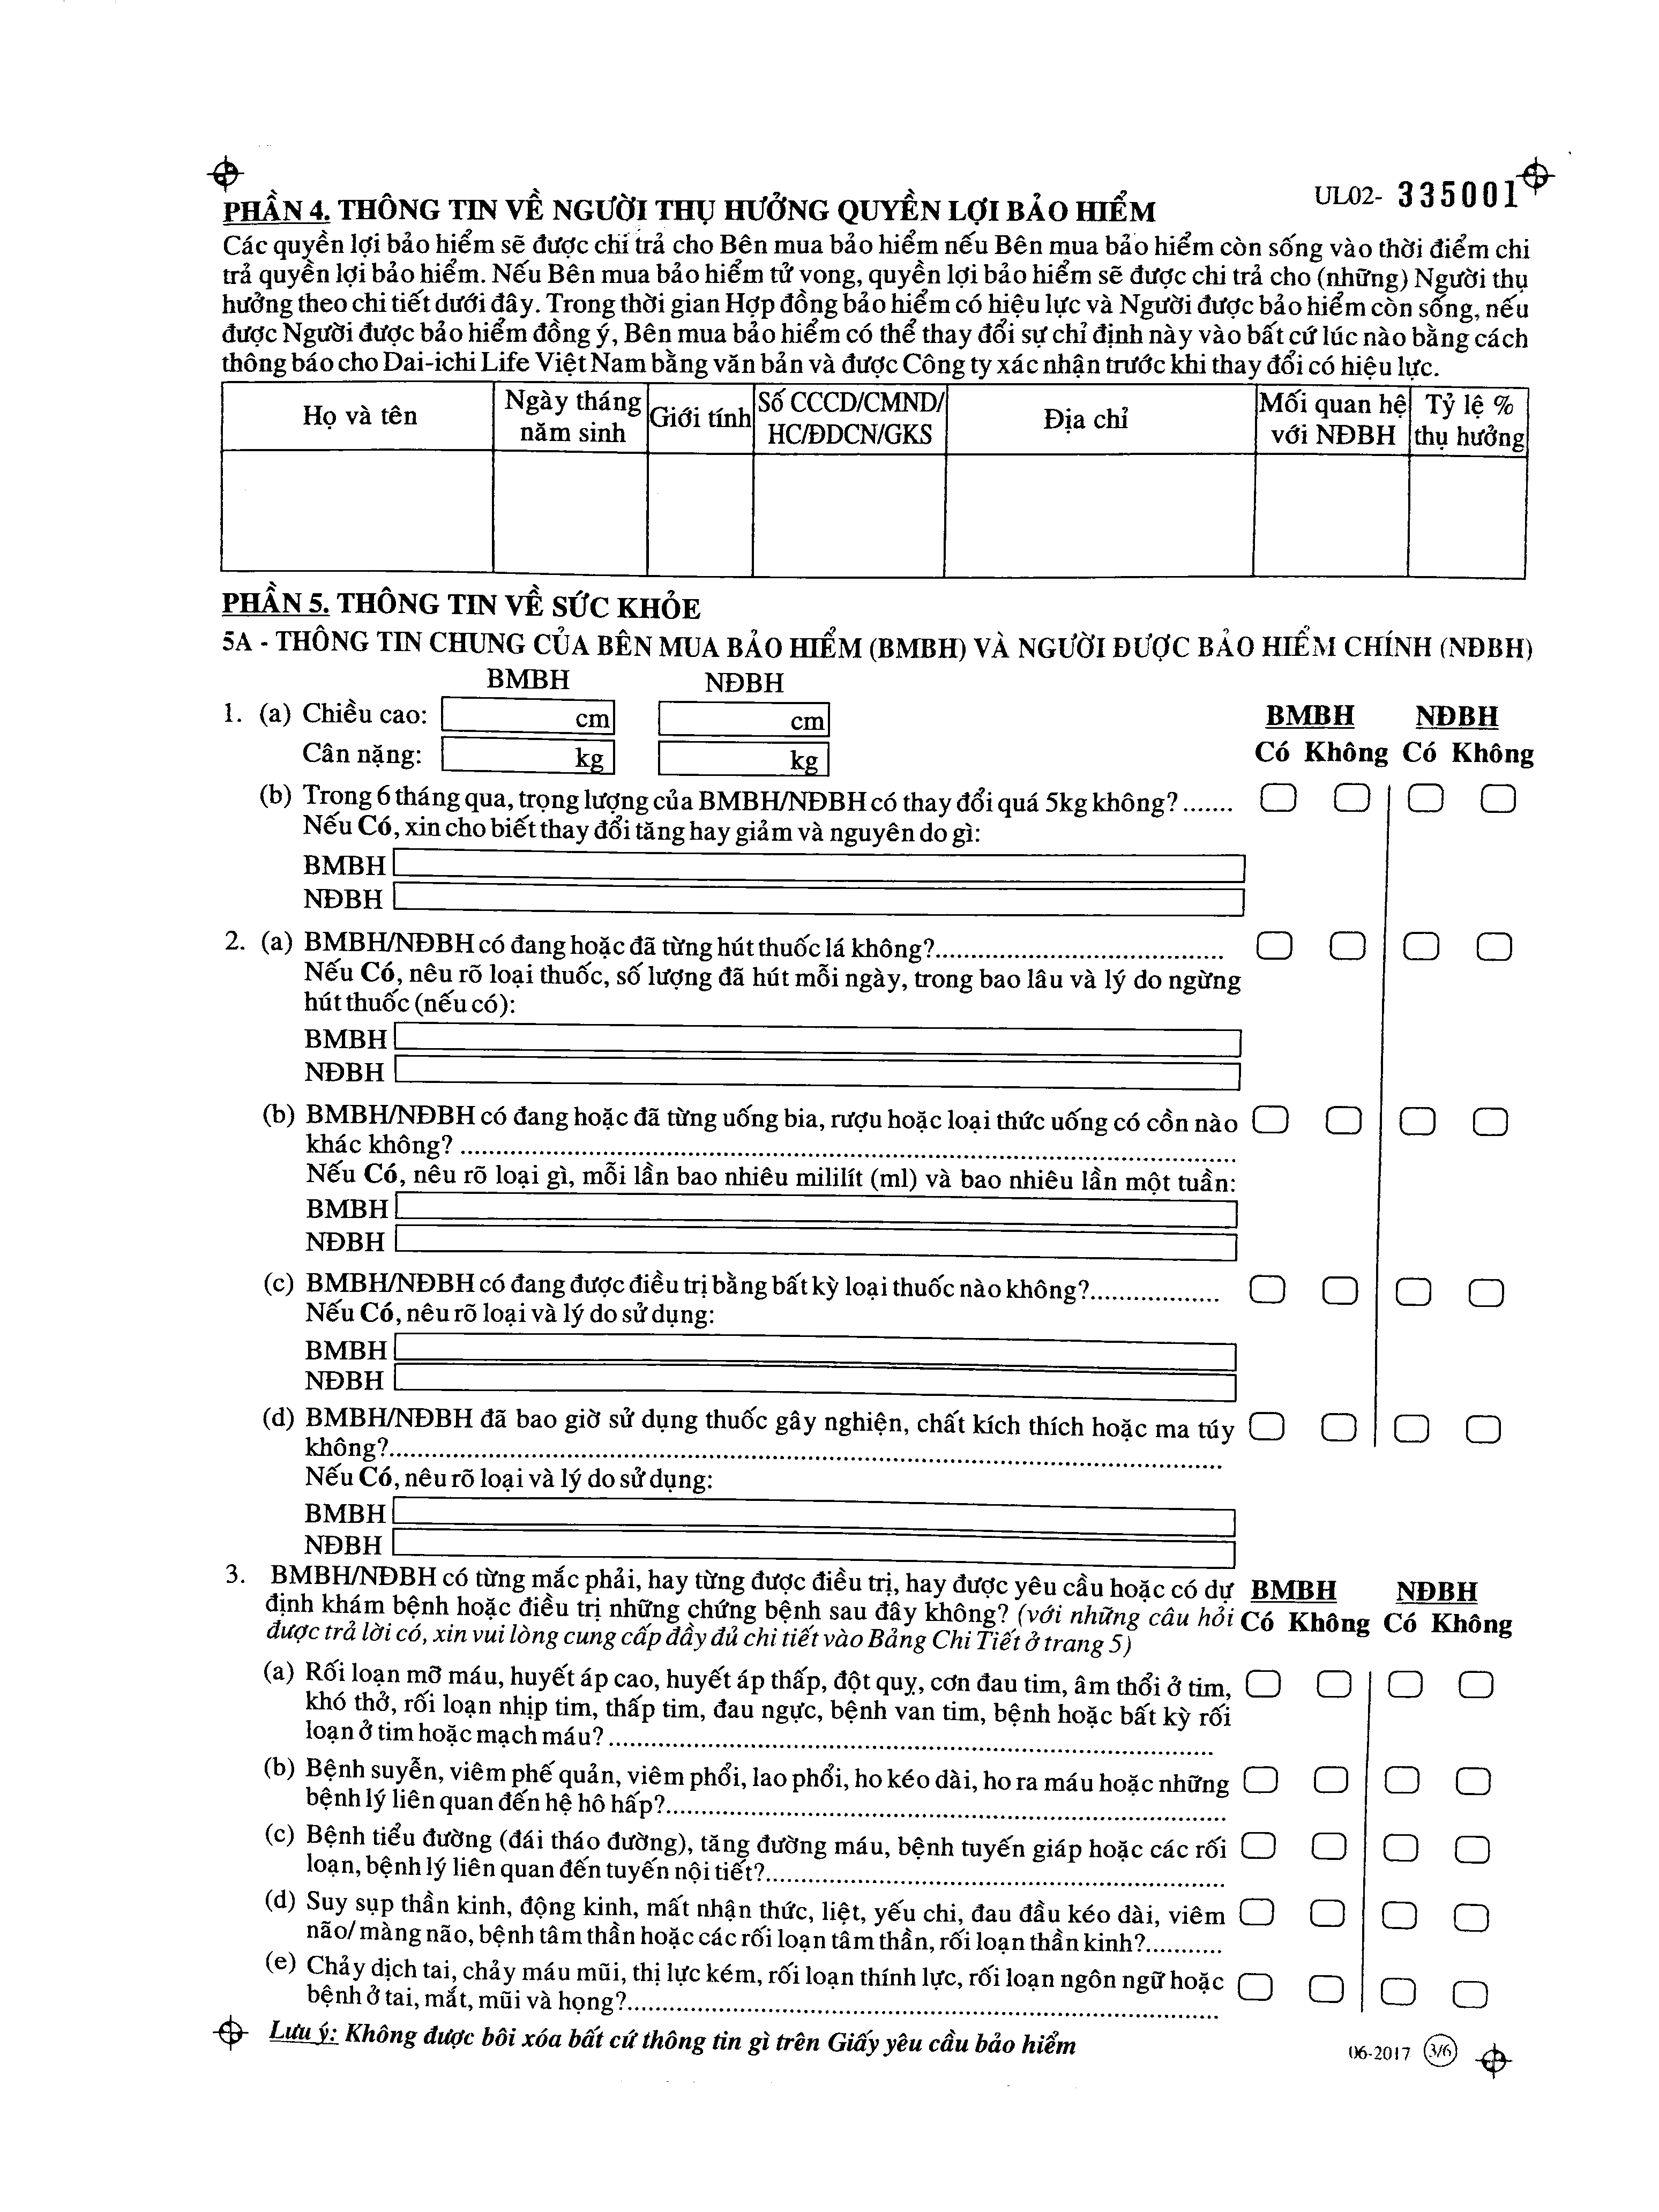 UL02- 335001
PHẦN 4. THÔNG TIN VỀ NGƯỜI THỤ HƯỞNG QUYỀN LỢI BẢO HIỂM
Các quyền lợi bảo hiểm sẽ được chi trả cho Bên mua bảo hiểm nếu Bên mua bảo hiểm còn sống vào thời điểm chi
trả quyền lợi bảo hiểm. Nếu Bên mua bảo hiểm tử vong, quyền lợi bảo hiểm sẽ được chi trả cho (những) Người thụ
hưởng theo chi tiết dưới đây. Trong thời gian Hợp đồng bảo hiểm có hiệu lực và Người được bảo hiểm còn sống, nếu
được Người được bảo hiểm đồng ý, Bên mua bảo hiểm có thể thay đổi sự chỉ định này vào bất cứ lúc nào bằng cách
thông báo cho Dai-ichi Life Việt Nam bằng văn bản và được Công ty xác nhận trước khi thay đổi có hiệu lực.
Họ và tên
Ngày tháng
năm sinh
Giới tính
Số CCCD/CMND/
HC/ĐDCN/GKS
Địa chỉ
Mối quan hệ
với NĐBH
Tỷ lệ %
thụ hưởng
PHẦN 5. THÔNG TIN VỀ SỨC KHỎE
5A - THÔNG TIN CHUNG CỦA BÊN MUA BẢO HIỂM (BMBH) VÀ NGƯỜI ĐƯỢC BẢO HIỂM CHÍNH (NĐBH)
BMBH NĐBH
1. (a) Chiều cao: cm cm BMBH NĐBH
Cân nặng: kg kg Có Không Có Không
(b) Trong 6 tháng qua, trọng lượng của BMBH/NĐBH có thay đổi quá 5kg không?.......
Nếu Có, xin cho biết thay đổi tăng hay giảm và nguyên do gì:
BMBH
NĐBH
2. (a) BMBH/NĐBH có đang hoặc đã từng hút thuốc lá không?..........................................
Nếu Có, nêu rõ loại thuốc, số lượng đã hút mỗi ngày, trong bao lâu và lý do ngừng
hút thuốc (nếu có):
BMBH
NĐBH
(b) BMBH/NĐBH có đang hoặc đã từng uống bia, rượu hoặc loại thức uống có cồn nào
khác không? ..........................................................................................
Nếu Có, nêu rõ loại gì, mỗi lần bao nhiêu mililít (ml) và bao nhiêu lần một tuần:
BMBH
NĐBH
(c) BMBH/NĐBH có đang được điều trị bằng bất kỳ loại thuốc nào không?..................
Nếu Có, nêu rõ loại và lý do sử dụng:
BMBH
NĐBH
(d) BMBH/NĐBH đã bao giờ sử dụng thuốc gây nghiện, chất kích thích hoặc ma túy
không?..........................................................................................
Nếu Có, nêu rõ loại và lý do sử dụng:
BMBH
NĐBH
3. BMBH/NĐBH có từng mắc phải, hay từng được điều trị, hay được yêu cầu hoặc có dự BMBH NĐBH
định khám bệnh hoặc điều trị những chứng bệnh sau đây không? (với những câu hỏi Có Không Có Không
được trả lời có, xin vui lòng cung cấp đầy đủ chi tiết vào Bảng Chi Tiết ở trang 5)
(a) Rối loạn mỡ máu, huyết áp cao, huyết áp thấp, đột quỵ, cơn đau tim, âm thổi ở tim,
khó thở, rối loạn nhịp tim, thấp tim, đau ngực, bệnh van tim, bệnh hoặc bất kỳ rối
loạn ở tim hoặc mạch máu?..........................................................................
(b) Bệnh suyễn, viêm phế quản, viêm phổi, lao phổi, ho kéo dài, ho ra máu hoặc những
bệnh lý liên quan đến hệ hô hấp?..................................................................
(c) Bệnh tiểu đường (đái tháo đường), tăng đường máu, bệnh tuyến giáp hoặc các rối
loạn, bệnh lý liên quan đến tuyến nội tiết?......................................................
(d) Suy sụp thần kinh, động kinh, mất nhận thức, liệt, yếu chi, đau đầu kéo dài, viêm
não/ màng não, bệnh tâm thần hoặc các rối loạn tâm thần, rối loạn thần kinh?...........
(e) Chảy dịch tai, chảy máu mũi, thị lực kém, rối loạn thính lực, rối loạn ngôn ngữ hoặc
bệnh ở tai, mắt, mũi và họng?......................................................................
Lưu ý: Không được bôi xóa bất cứ thông tin gì trên Giấy yêu cầu bảo hiểm
06-2017 3/6